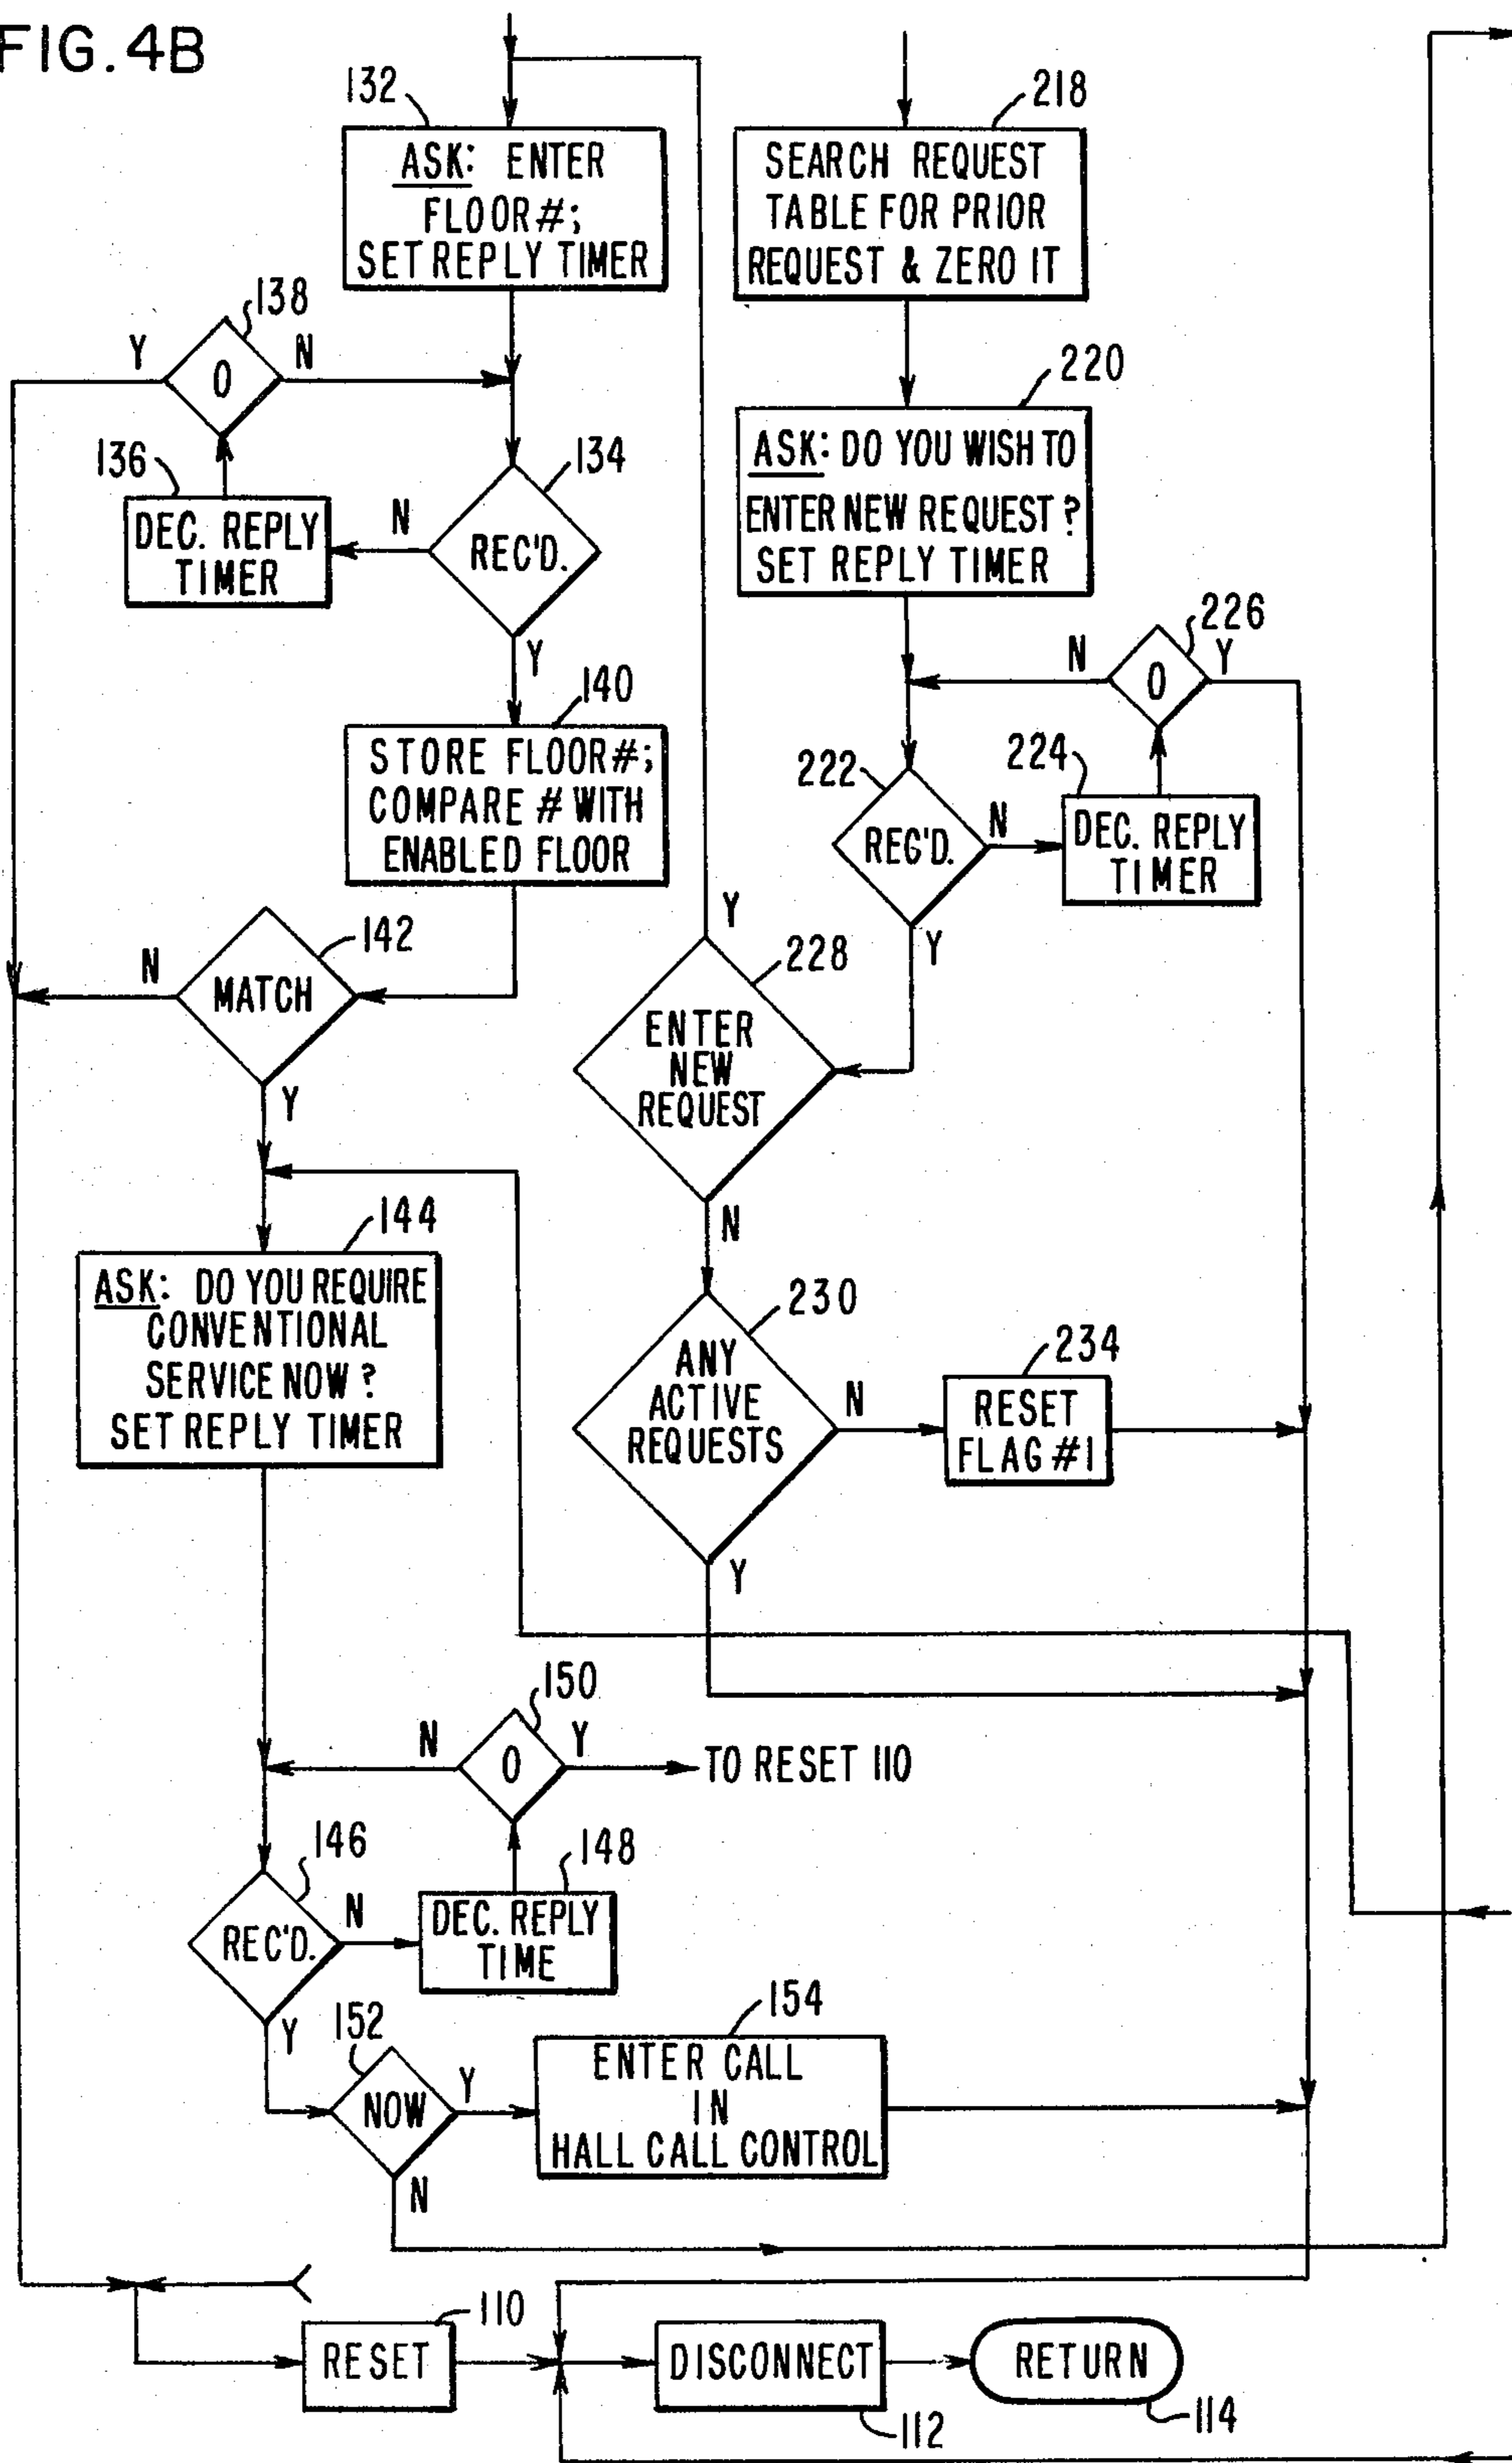 FIG. 4B
132
ASK: ENTER
FLOOR#;
SET REPLY TIMER
218
SEARCH REQUEST
TABLE FOR PRIOR
REQUEST & ZERO IT
138
Y
0
N
220
ASK: DO YOU WISH TO
ENTER NEW REQUEST?
SET REPLY TIMER
136
DEC. REPLY
TIMER
N
134
REC'D.
Y
226
N
0
Y
140
STORE FLOOR#;
COMPARE # WITH
ENABLED FLOOR
222
REG'D.
N
Y
224
DEC. REPLY
TIMER
142
N
MATCH
Y
228
Y
ENTER
NEW
REQUEST
N
144
ASK: DO YOU REQUIRE
CONVENTIONAL
SERVICE NOW?
SET REPLY TIMER
230
ANY
ACTIVE
REQUESTS
N
Y
234
RESET
FLAG #1
150
N
0
Y
TO RESET 110
146
REC'D.
N
Y
148
DEC. REPLY
TIME
152
NOW
Y
N
154
ENTER CALL
IN
HALL CALL CONTROL
110
RESET
DISCONNECT
112
RETURN
114